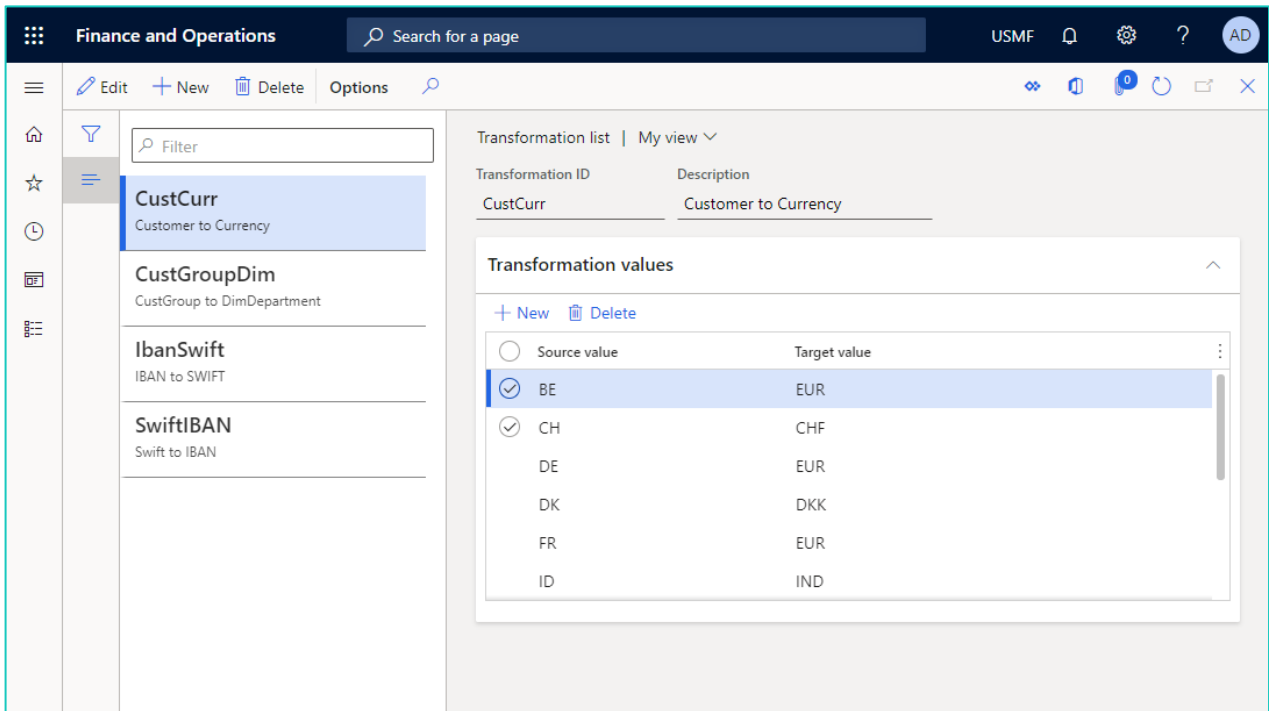 Finance and Operations
Search for a page
USMF
?
AD
Edit
New
Delete
Options
0
Filter
CustCurr
Customer to Currency
CustGroupDim
CustGroup to DimDepartment
IbanSwift
IBAN to SWIFT
SwiftIBAN
Swift to IBAN
Transformation list | My view
Transformation ID Description
CustCurr Customer to Currency
Transformation values
New Delete
Source value Target value
BE EUR
CH CHF
DE EUR
DK DKK
FR EUR
ID IND